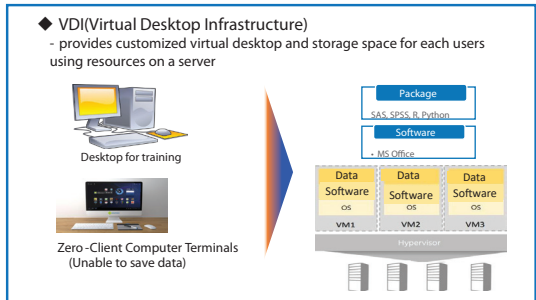 ◆ VDI(Virtual Desktop Infrastructure)
- provides customized virtual desktop and storage space for each users
using resources on a server
Desktop for training
Zero -Client Computer Terminals
(Unable to save data)
Package
SAS, SPSS, R, Python
Software
• MS Office
Data Data Data
Software Software Software
OS OS OS
VM1 VM2 VM3
Hypervisor